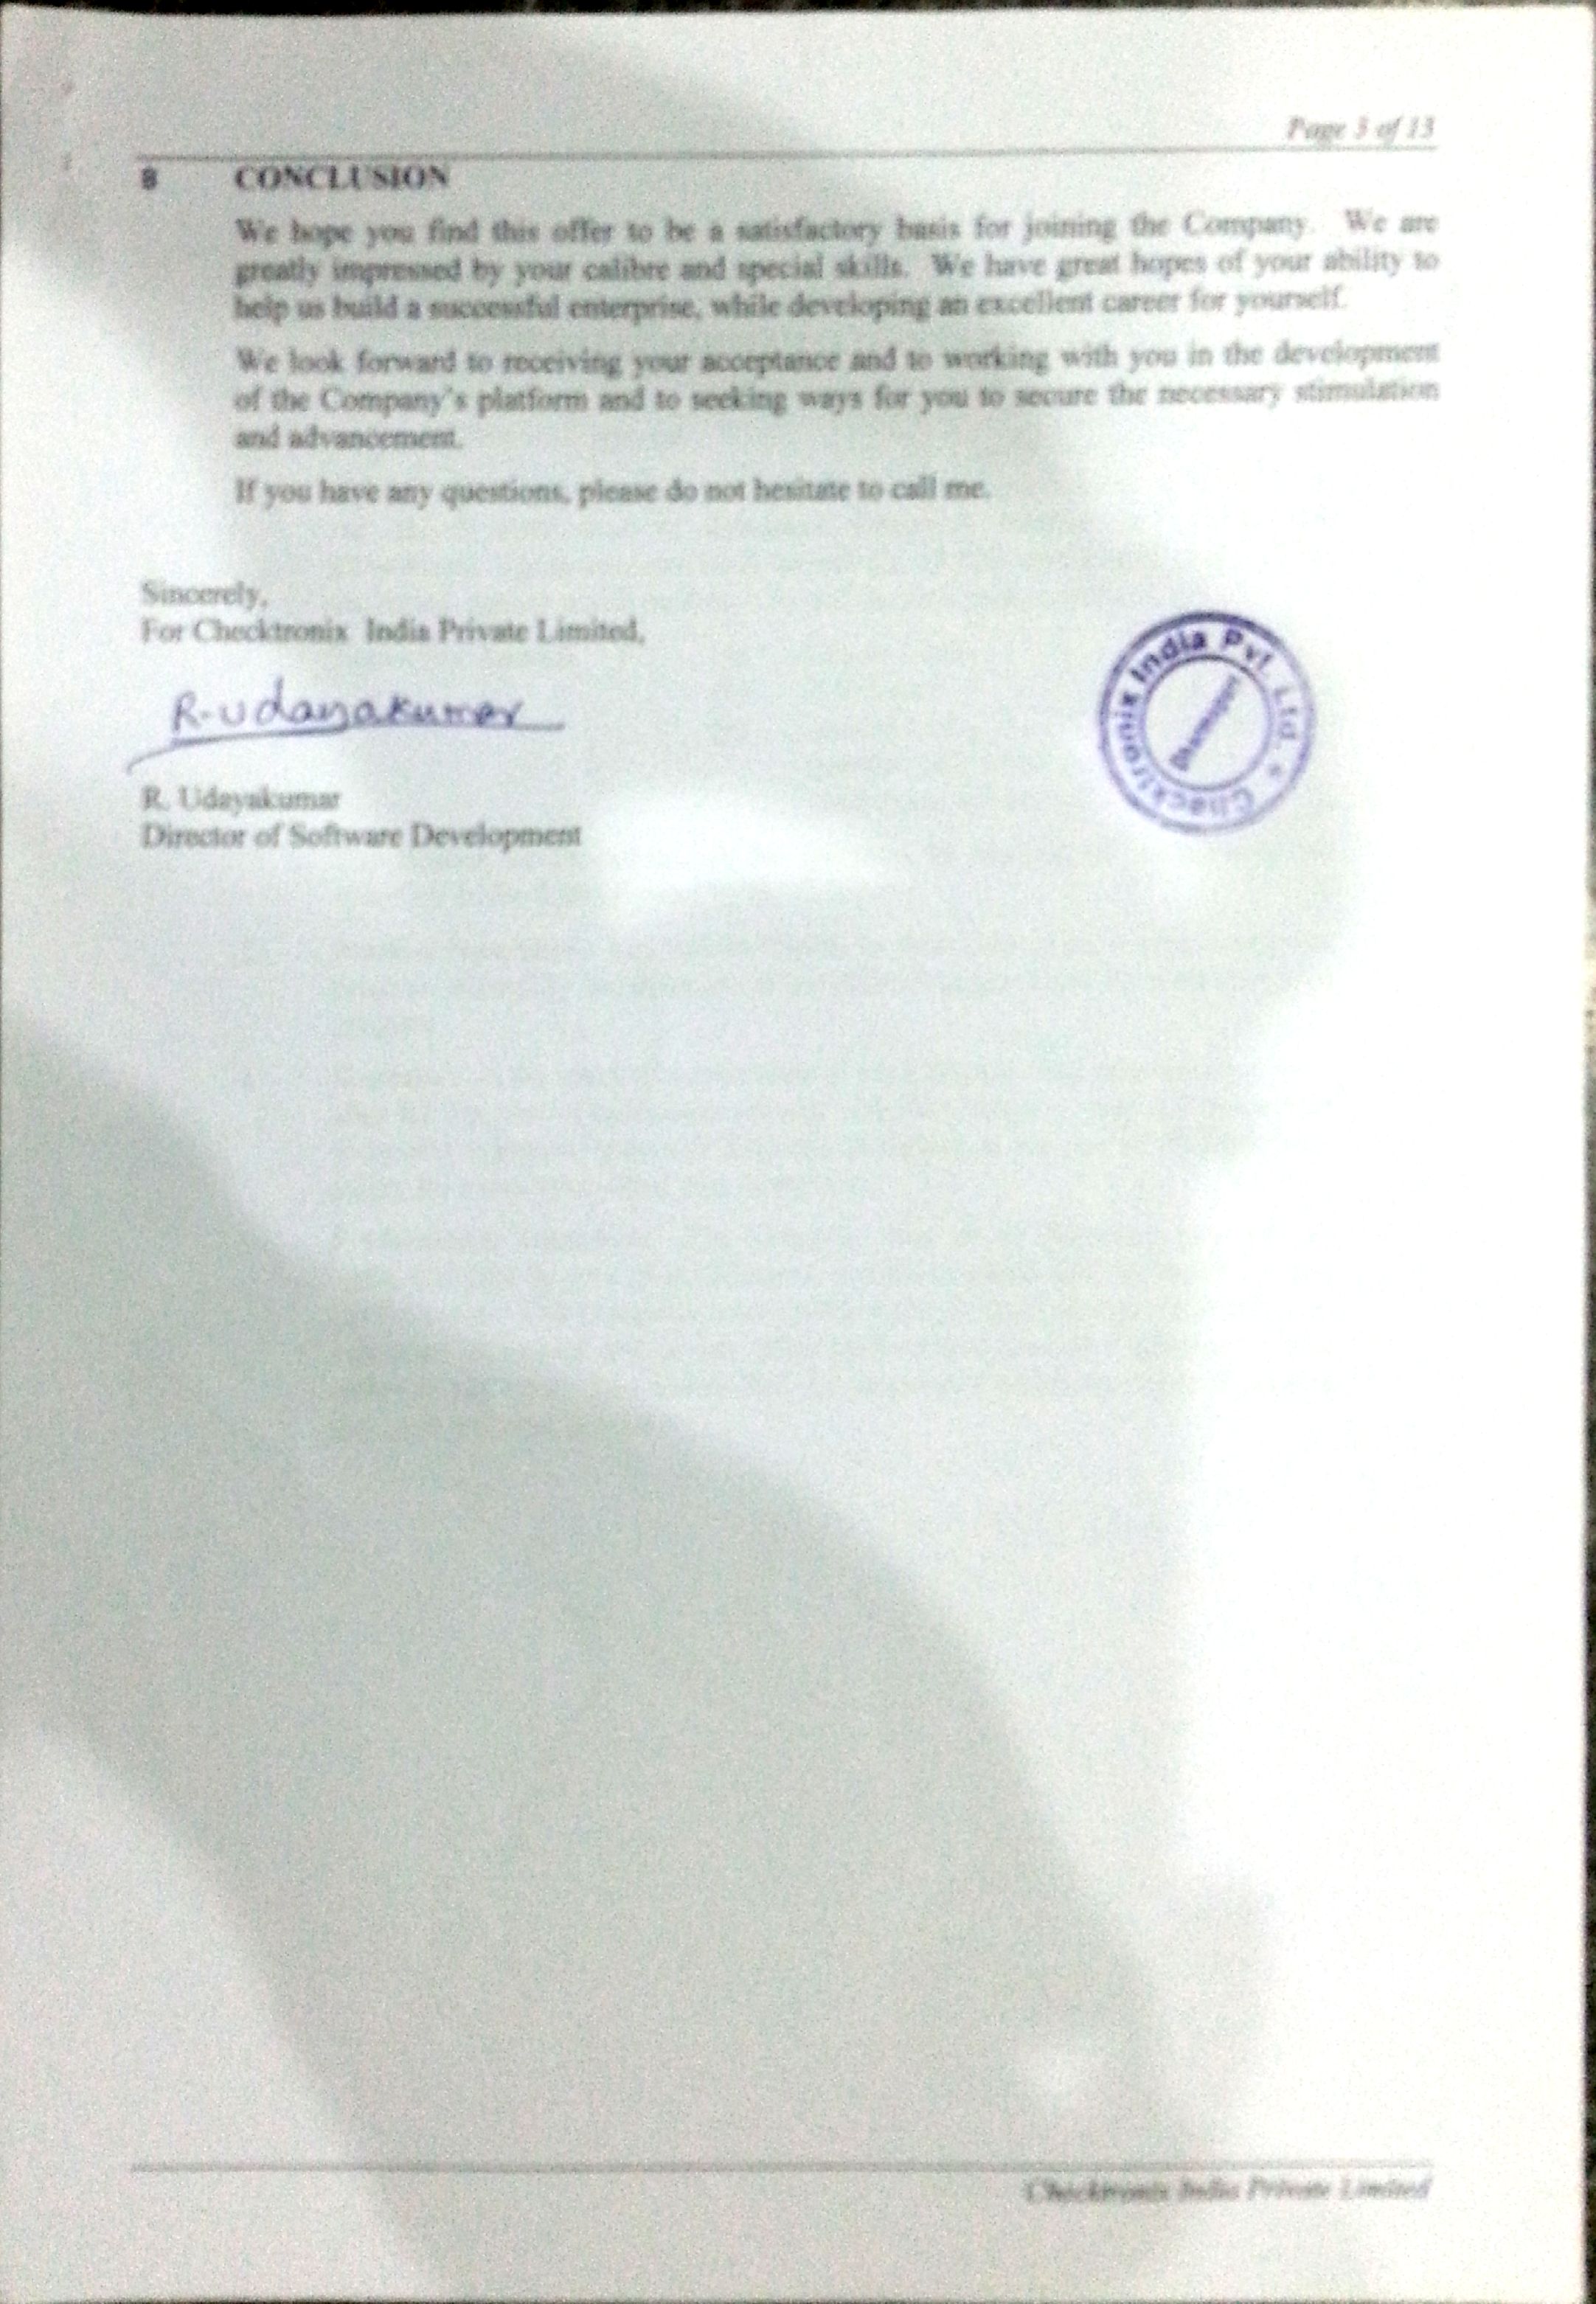 Page 3 of 13
8 CONCLUSION
We hope you find this offer to be a satisfactory basis for joining the Company. We are
greatly impressed by your calibre and special skills. We have great hopes of your ability to
help us build a successful enterprise, while developing an excellent career for yourself.
We look forward to receiving your acceptance and to working with you in the development
of the Company's platform and to seeking ways for you to secure the necessary stimulation
and advancement.
If you have any questions, please do not hesitate to call me.
Sincerely,
For Checktronix India Private Limited,
R. Udayakumar
Checktronix India Pvt. Ltd. *
R. Udayakumar
Director of Software Development
Checktronix India Private Limited